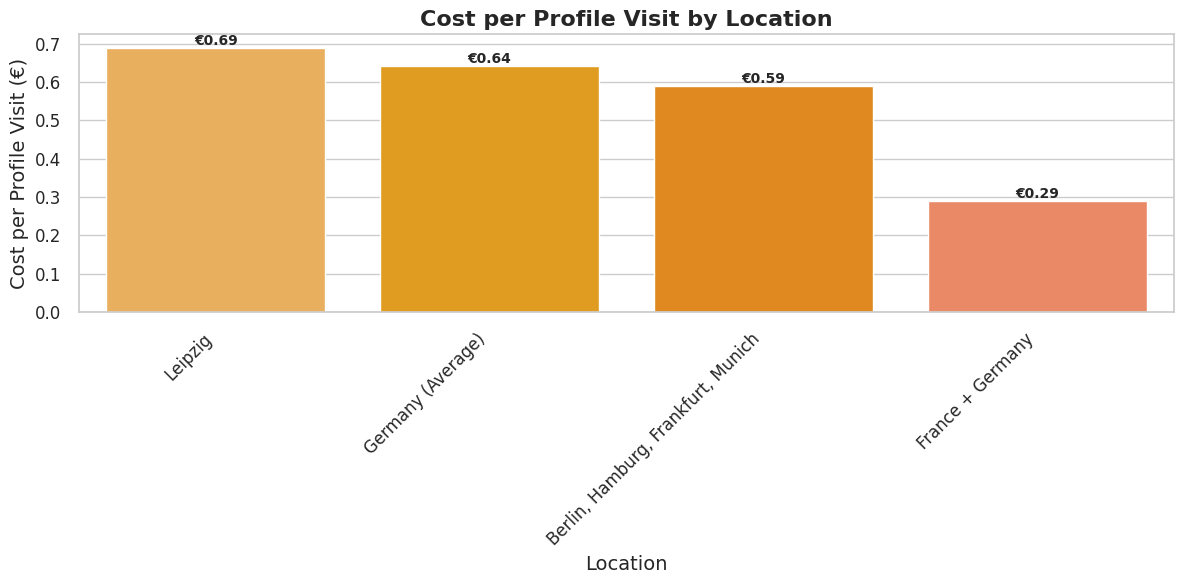 Cost per Profile Visit by Location
Cost per Profile Visit (€)
0.7
0.6
0.5
0.4
0.3
0.2
0.1
0.0
€0.69
€0.64
€0.59
€0.29
Leipzig
Germany (Average)
Berlin, Hamburg, Frankfurt, Munich
France + Germany
Location